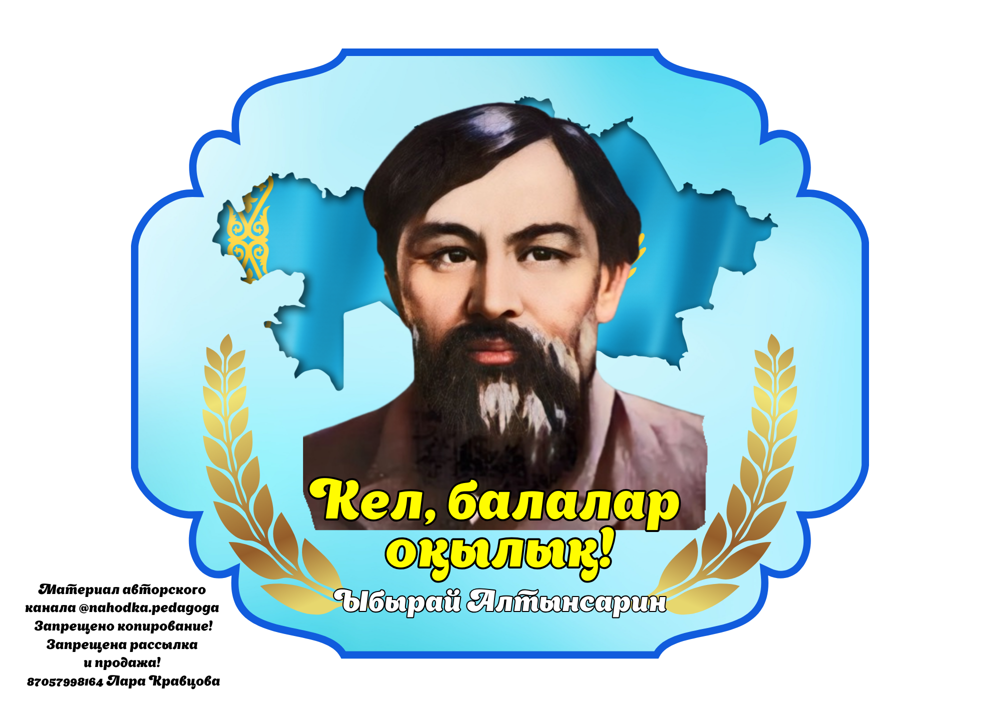 Кел, балалар
оқылық!
Ыбырай Алтынсарин
Материал авторского
канала @nahodka.pedagoga
Запрещено копирование!
Запрещена рассылка
и продажа!
87057998164 Лара Кравцова